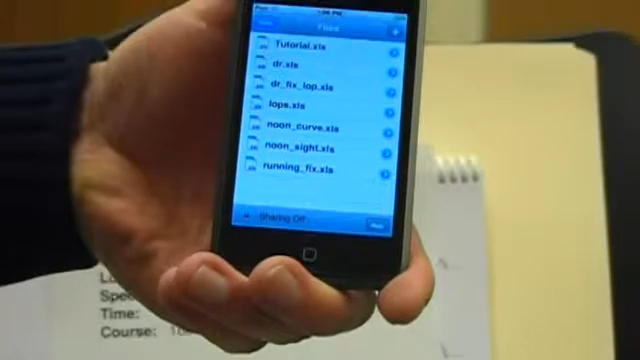 Files
Tutorial.xls
dr.xls
dr_fix_lop.xls
lops.xls
noon_curve.xls
noon_sight.xls
running_fix.xls
Sharing Off
Speed
Time:
Course: